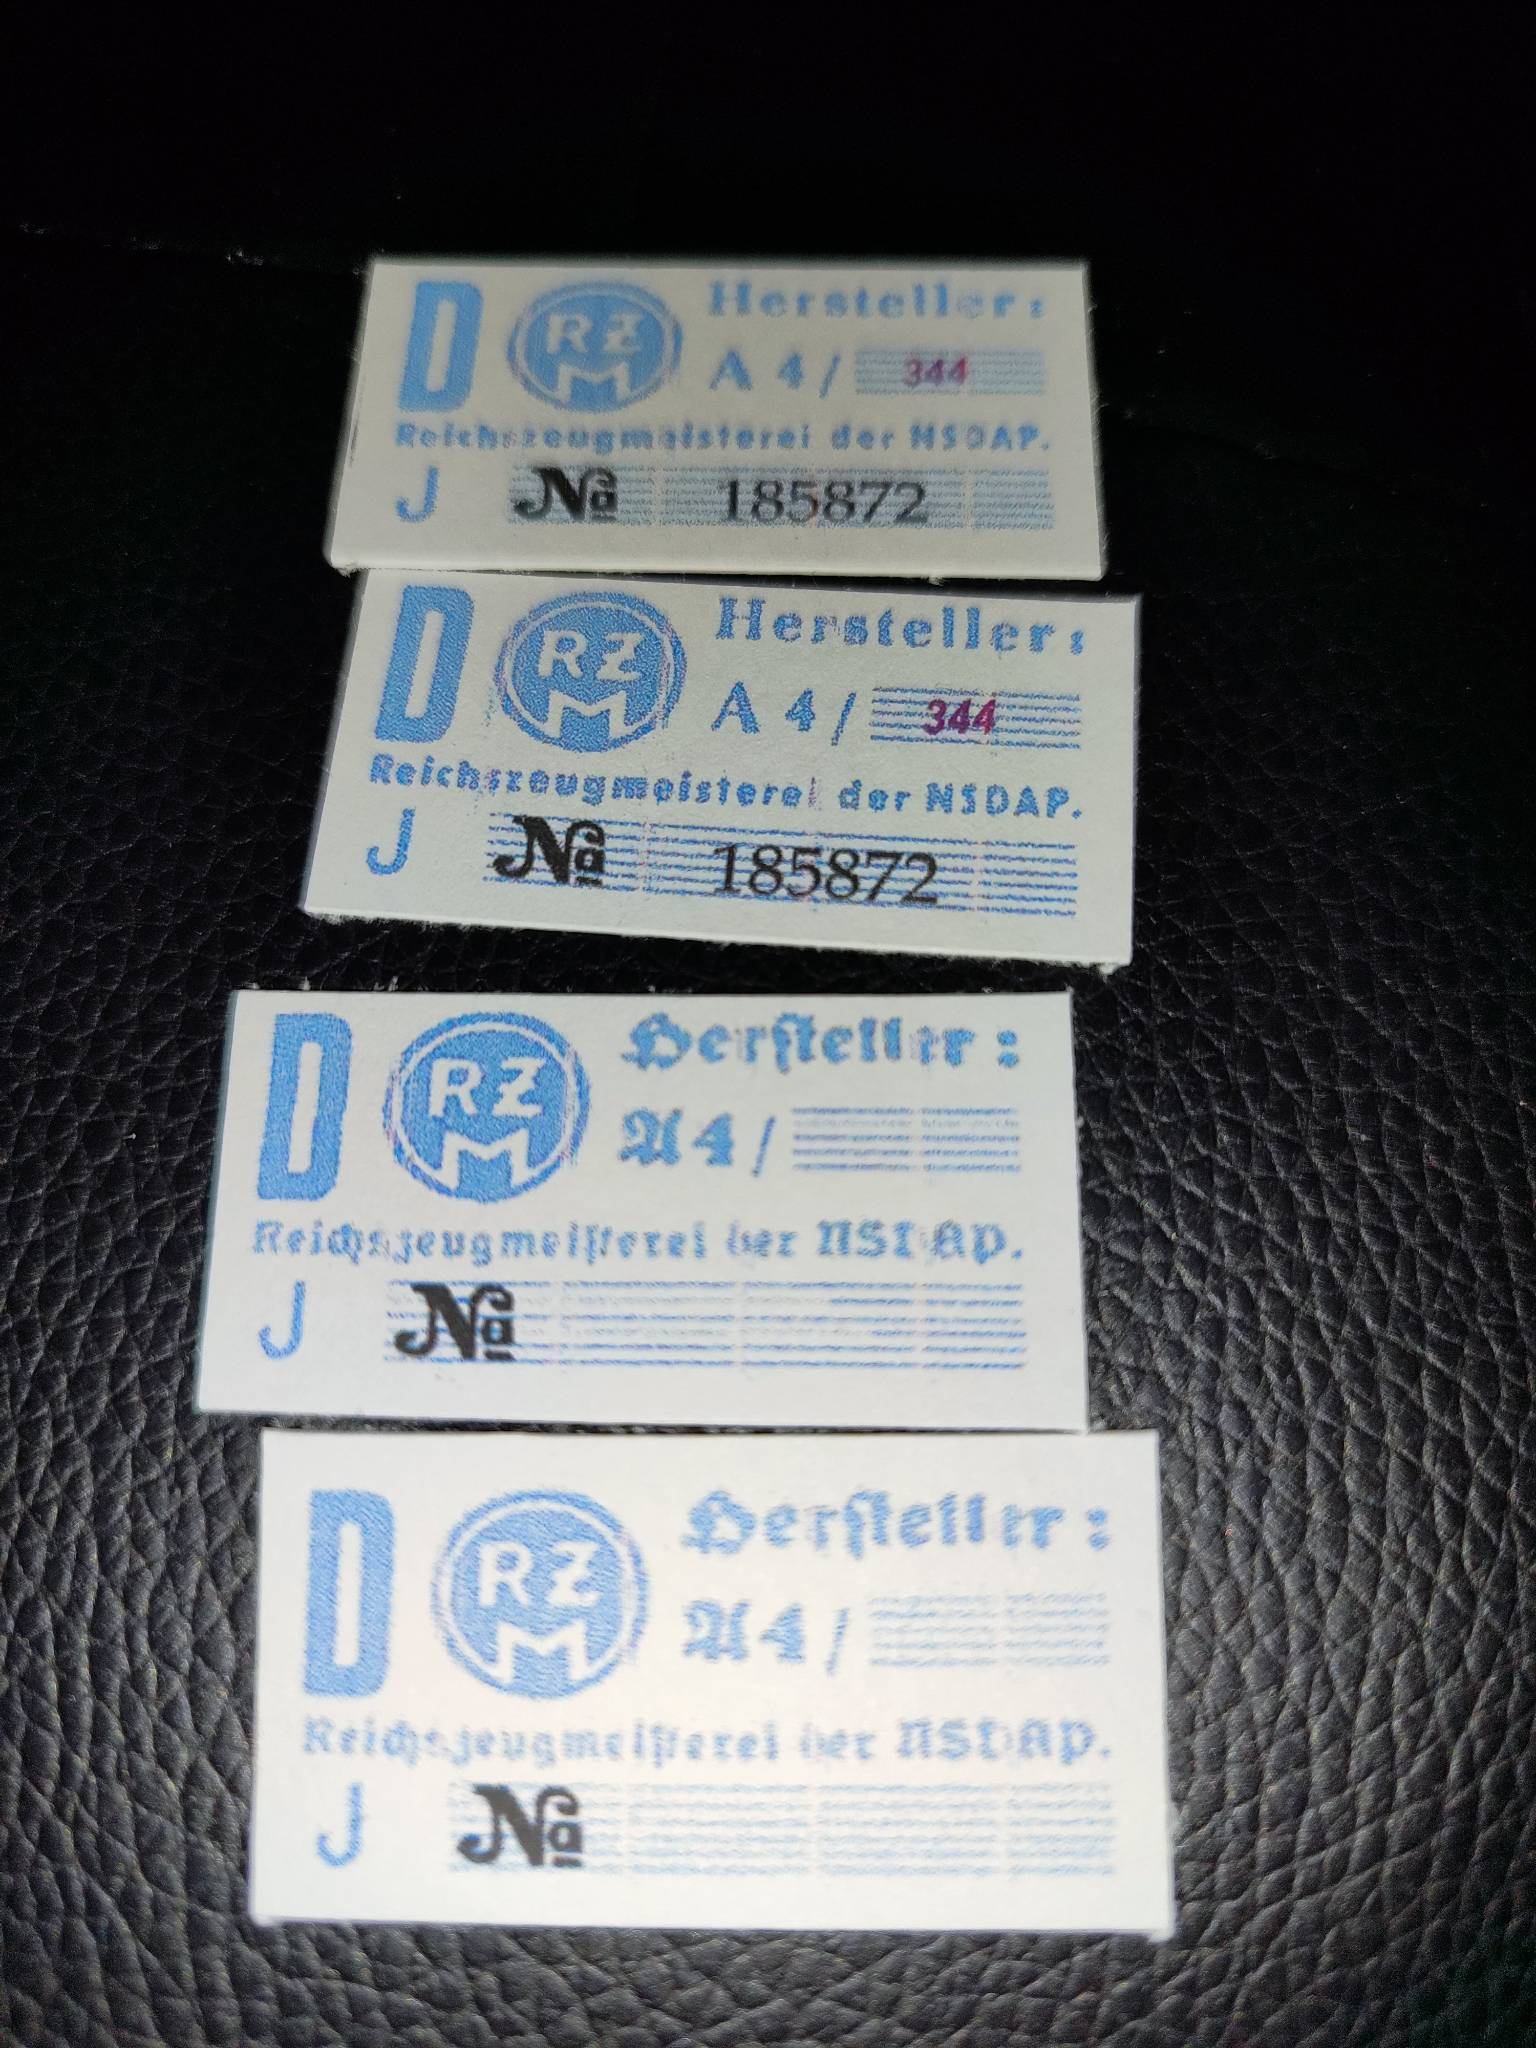 D RZM Hersteller:
A 4 / 344
Reichszeugmeisterei der NSDAP.
J № 185872
D RZM Hersteller:
A 4 / 344
Reichszeugmeisterei der NSDAP.
J № 185872
D RZM Hersteller:
A 4 /
Reichszeugmeisterei der NSDAP.
J №
D RZM Hersteller:
A 4 /
Reichszeugmeisterei der NSDAP.
J №